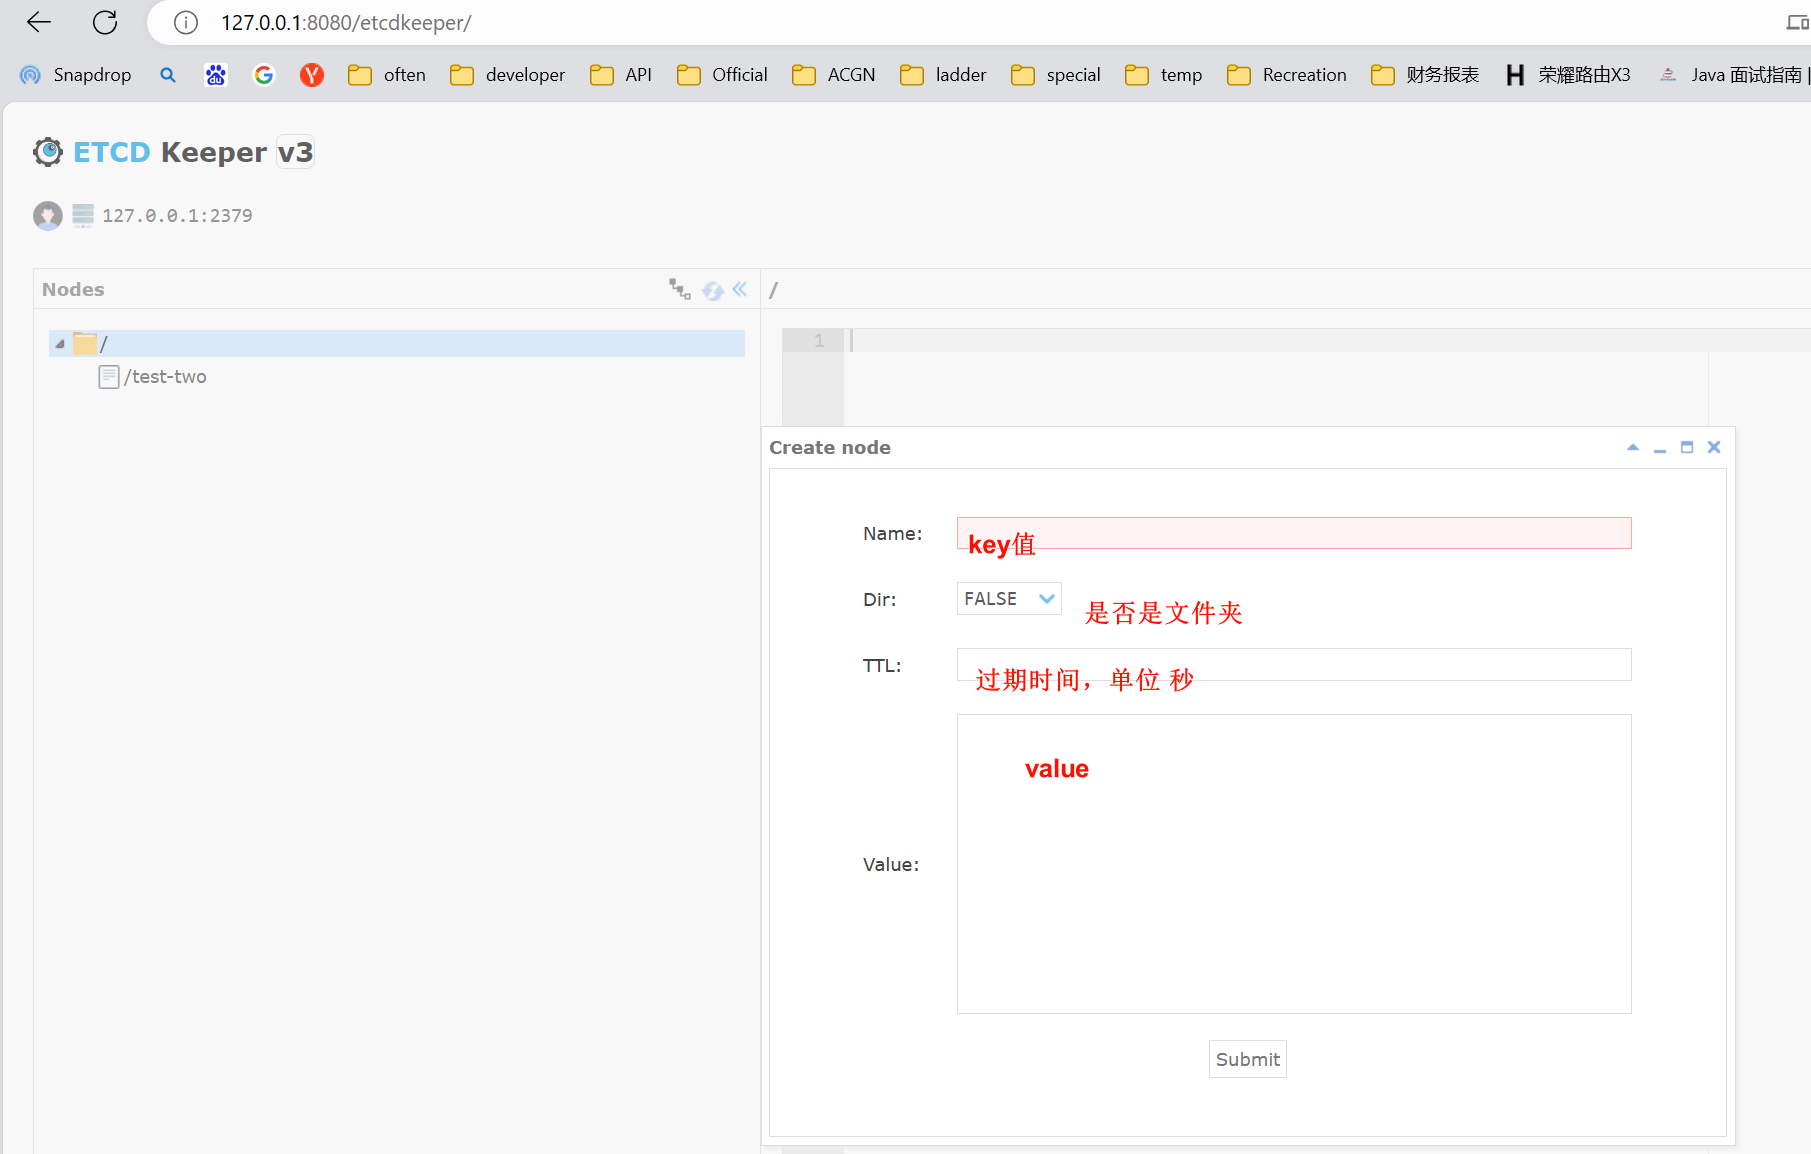 127.0.0.1:8080/etcdkeeper/
Snapdrop often developer API Official ACGN ladder special temp Recreation 财务报表 荣耀路由X3 Java 面试指南 |
ETCD Keeper v3
127.0.0.1:2379
Nodes
/
/
/test-two
1
Create node
Name:
key值
Dir:
FALSE
是否是文件夹
TTL:
过期时间，单位 秒
value
Value:
Submit